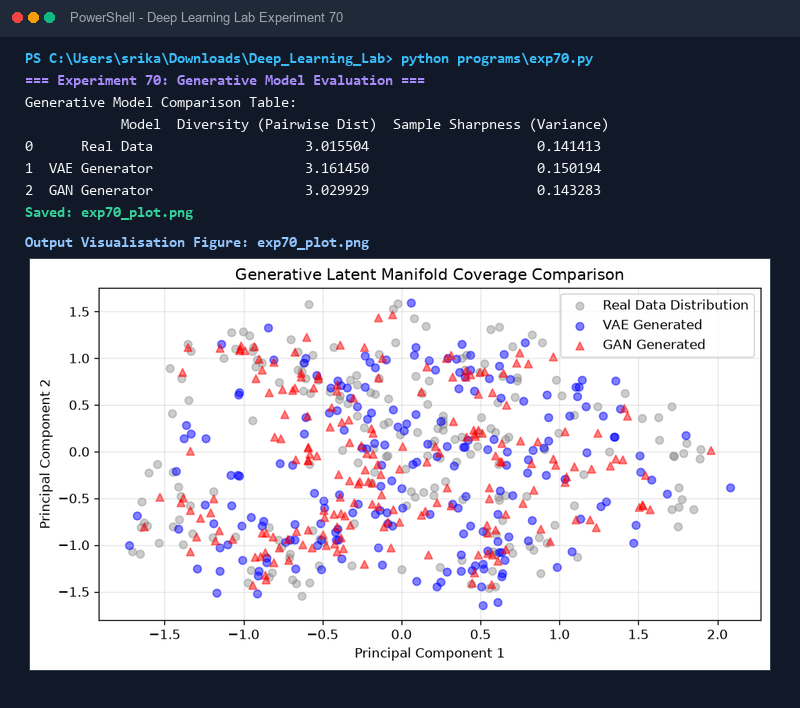 PowerShell - Deep Learning Lab Experiment 70
PS C:\Users\srika\Downloads\Deep_Learning_Lab> python programs\exp70.py
=== Experiment 70: Generative Model Evaluation ===
Generative Model Comparison Table:
Model  Diversity (Pairwise Dist)  Sample Sharpness (Variance)
0      Real Data                   3.015504                     0.141413
1  VAE Generator                   3.161450                     0.150194
2  GAN Generator                   3.029929                     0.143283
Saved: exp70_plot.png
Output Visualisation Figure: exp70_plot.png
Generative Latent Manifold Coverage Comparison
Real Data Distribution
VAE Generated
GAN Generated
Principal Component 2
1.5
1.0
0.5
0.0
−0.5
−1.0
−1.5
−1.5 −1.0 −0.5 0.0 0.5 1.0 1.5 2.0
Principal Component 1